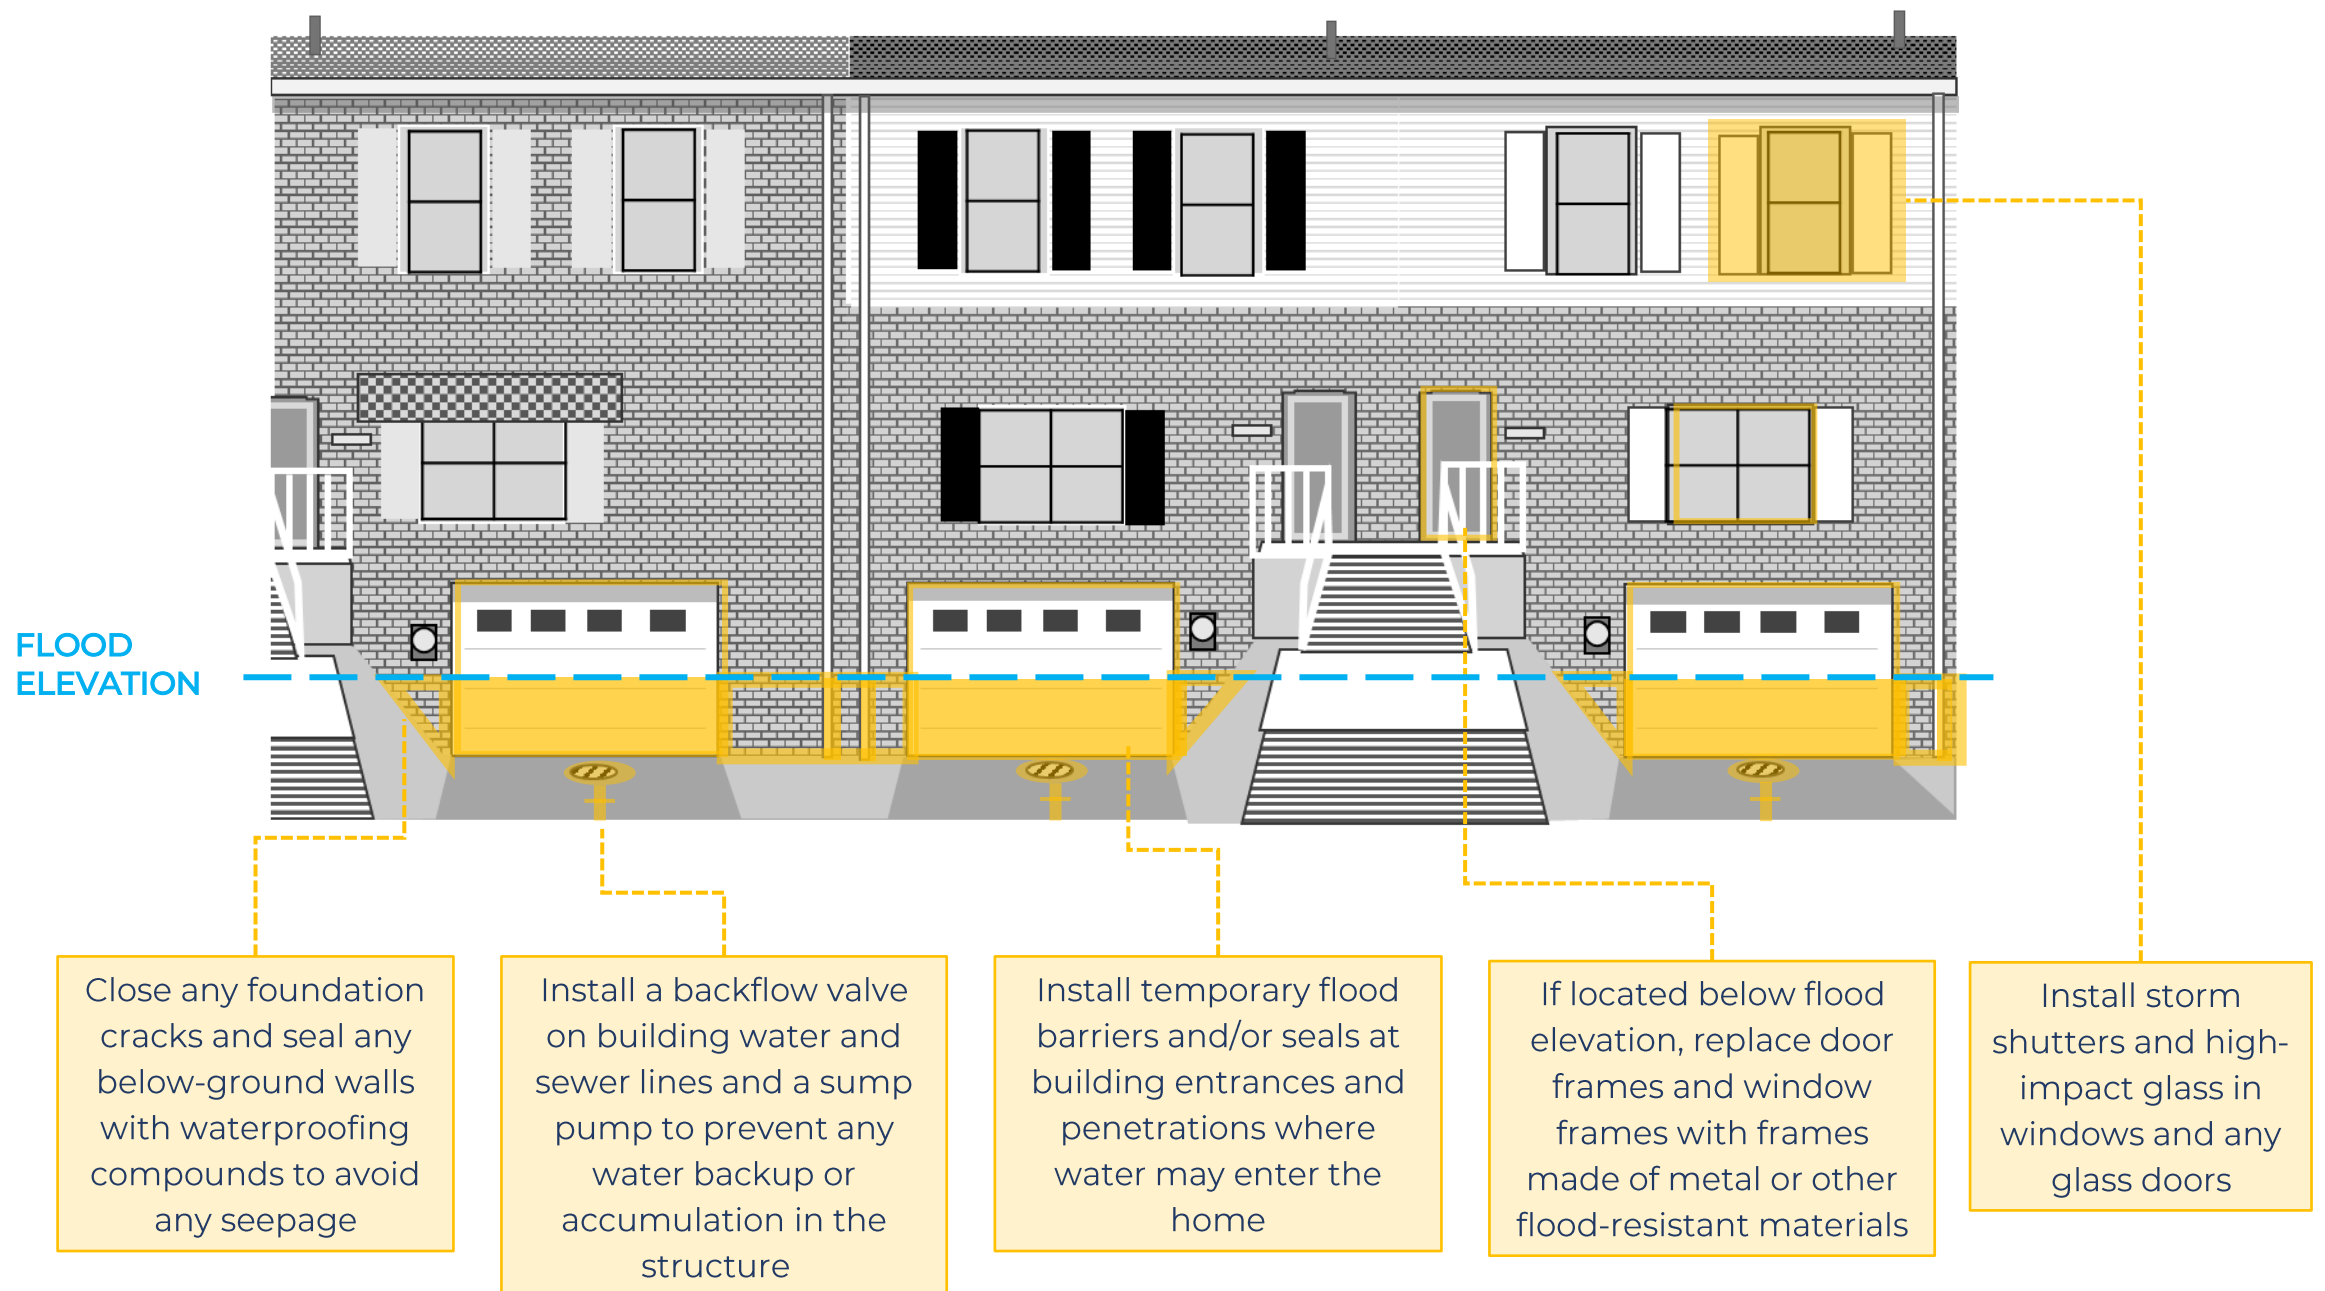 FLOOD
ELEVATION
Close any foundation
cracks and seal any
below-ground walls
with waterproofing
compounds to avoid
any seepage
Install a backflow valve
on building water and
sewer lines and a sump
pump to prevent any
water backup or
accumulation in the
structure
Install temporary flood
barriers and/or seals at
building entrances and
penetrations where
water may enter the
home
If located below flood
elevation, replace door
frames and window
frames with frames
made of metal or other
flood-resistant materials
Install storm
shutters and high-
impact glass in
windows and any
glass doors